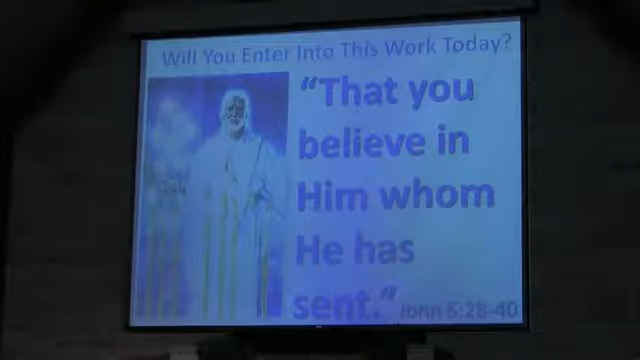 Will You Enter Into This Work Today?
“That you
believe in
Him whom
He has
sent.” John 6:28-40